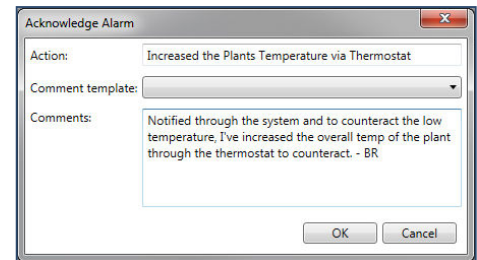 Acknowledge Alarm
Action: Increased the Plants Temperature via Thermostat
Comment template:
Comments: Notified through the system and to counteract the low
temperature, I've increased the overall temp of the plant
through the thermostat to counteract. - BR
OK Cancel